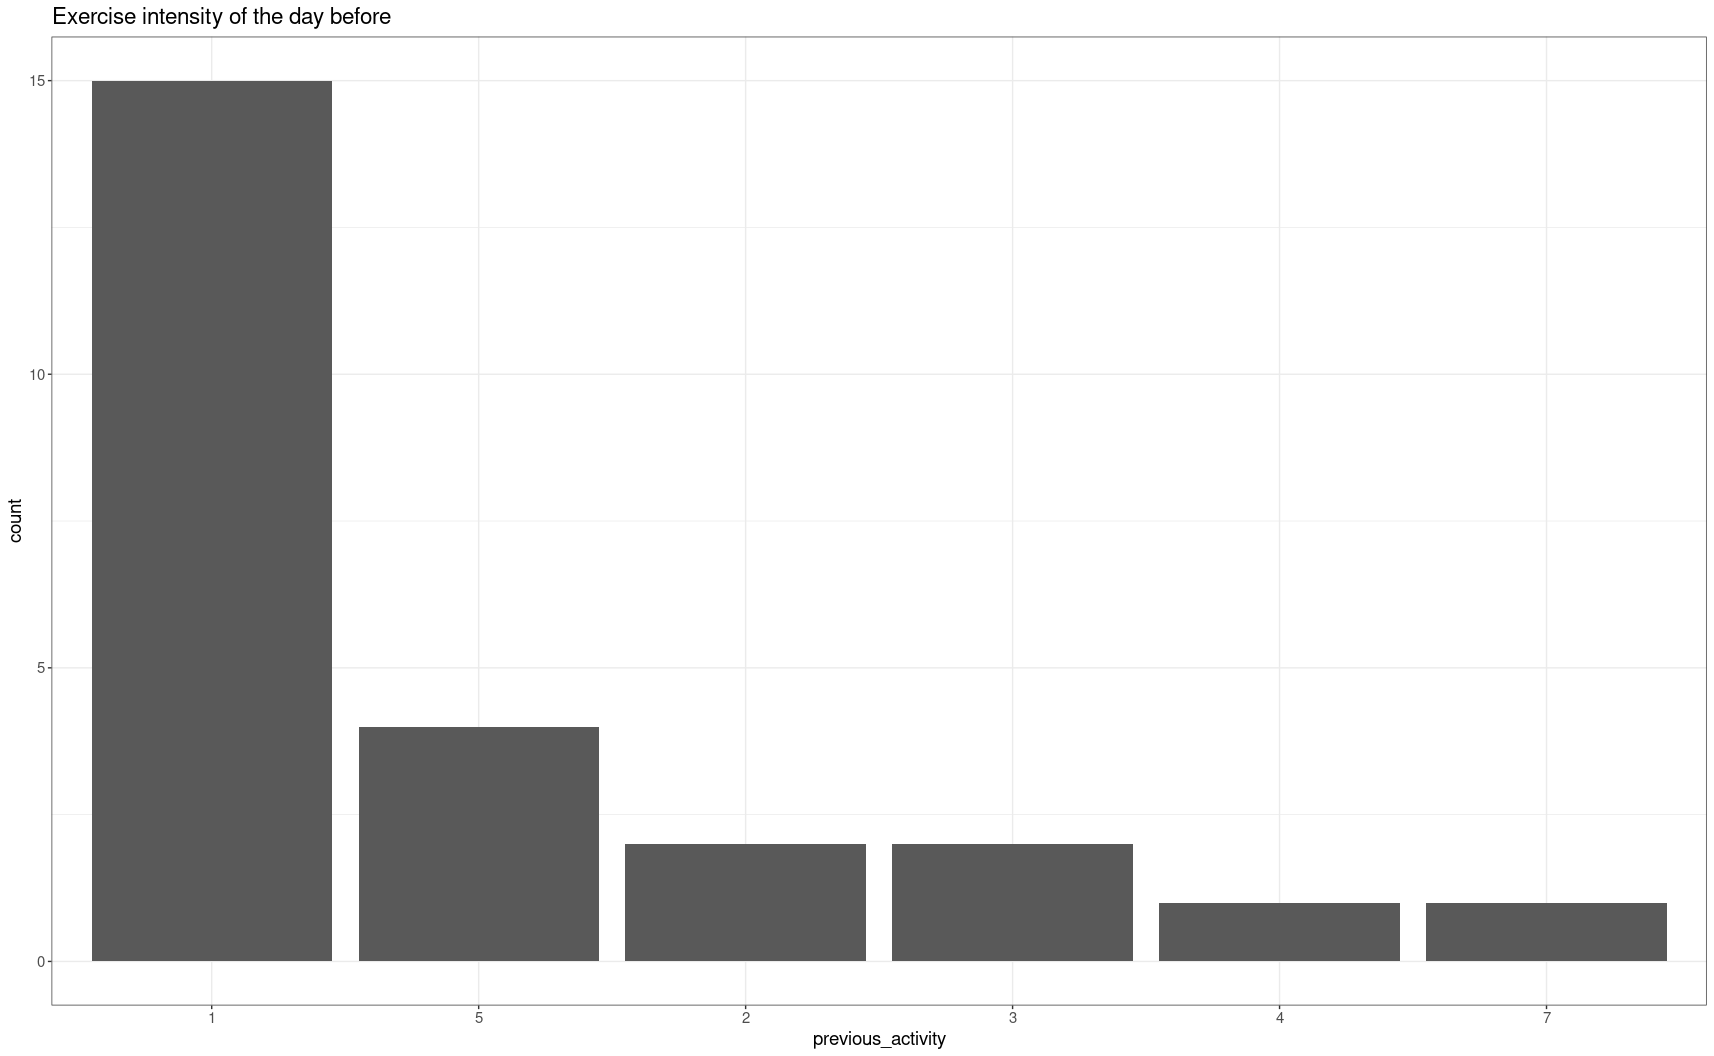 Exercise intensity of the day before
15
10
5
0
count
1 5 2 3 4 7
previous_activity